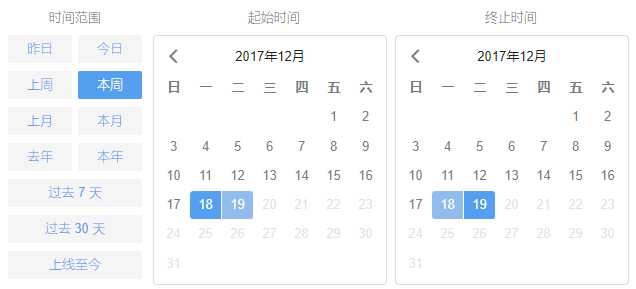 时间范围
昨日 今日
上周 本周
上月 本月
去年 本年
过去 7 天
过去 30 天
上线至今
起始时间
2017年12月
日 一 二 三 四 五 六
1 2
3 4 5 6 7 8 9
10 11 12 13 14 15 16
17 18 19 20 21 22 23
24 25 26 27 28 29 30
31
终止时间
2017年12月
日 一 二 三 四 五 六
1 2
3 4 5 6 7 8 9
10 11 12 13 14 15 16
17 18 19 20 21 22 23
24 25 26 27 28 29 30
31